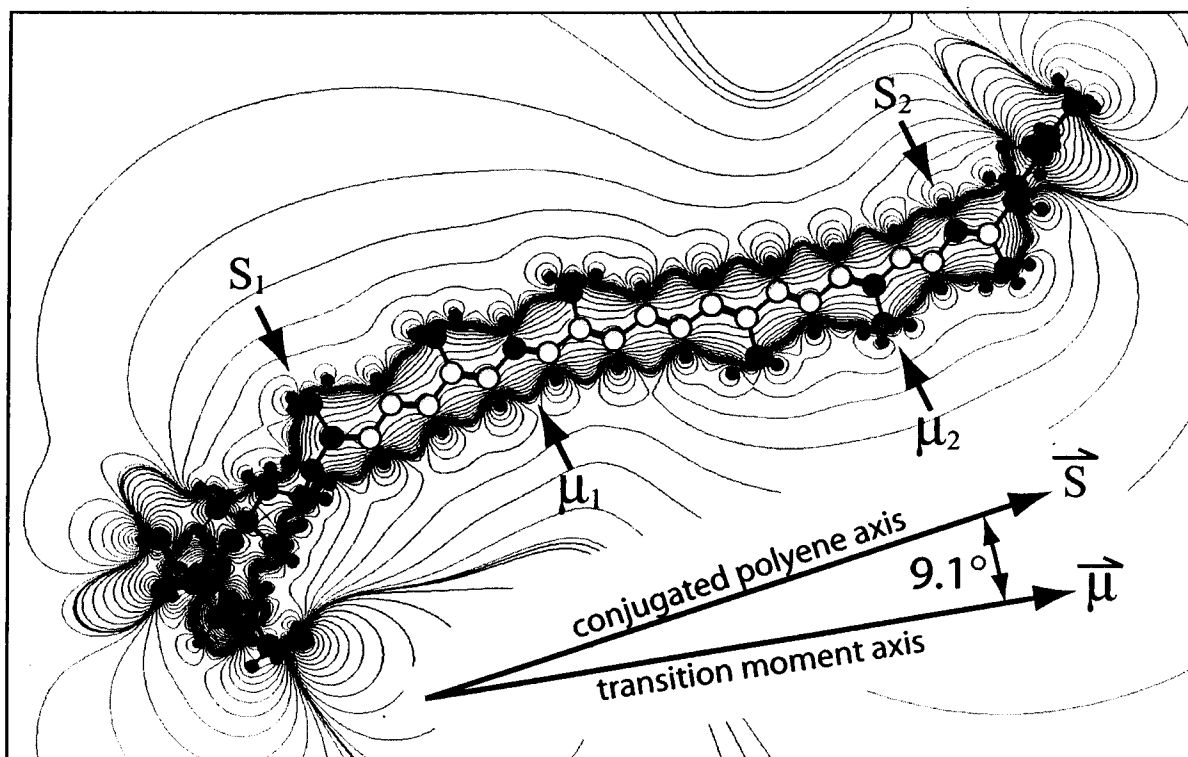 S₂
S₁
μ₁
μ₂
S⃗
conjugated polyene axis
9.1°
μ⃗
transition moment axis